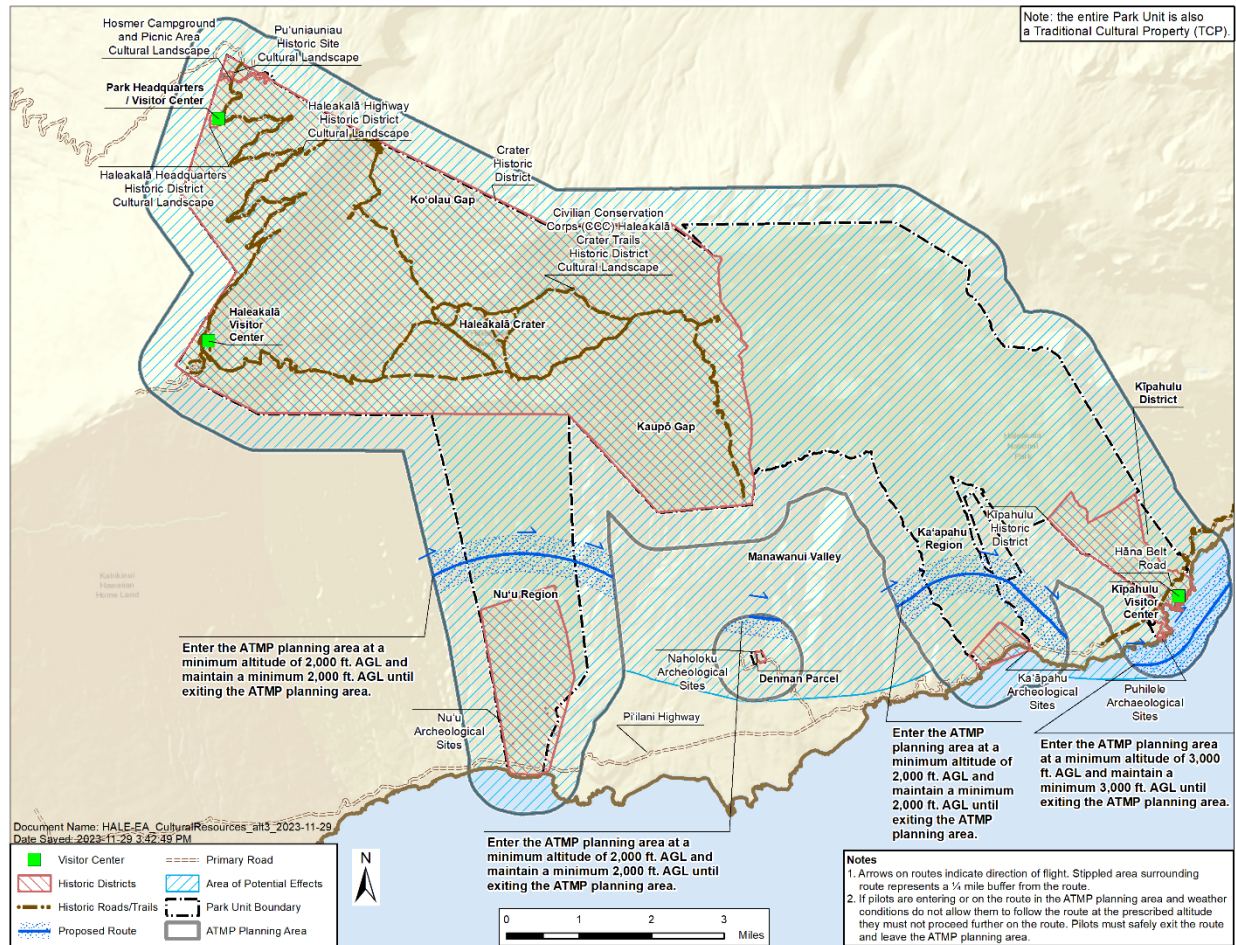 Note: the entire Park Unit is also
a Traditional Cultural Property (TCP).
Hosmer Campground
and Picnic Area
Cultural Landscape
Puʻuniauniau
Historic Site
Cultural Landscape
Park Headquarters
/ Visitor Center
Haleakalā Highway
Historic District
Cultural Landscape
Haleakalā Headquarters
Historic District
Cultural Landscape
Crater
Historic
District
Koʻolau Gap
Civilian Conservation
Corps (CCC) Haleakalā
Crater Trails
Historic District
Cultural Landscape
Haleakalā
Visitor
Center
Haleakalā Crater
Kaupō Gap
Kīpahulu
District
Kīpahulu
Historic
District
Kaʻapahu
Region
Manawainui Valley
Hāna Belt
Road
Kīpahulu
Visitor
Center
Kahikinui
Hawaiian
Home Land
Nuʻu Region
Enter the ATMP planning area at a
minimum altitude of 2,000 ft. AGL and
maintain a minimum 2,000 ft. AGL until
exiting the ATMP planning area.
Naholoku
Archeological
Sites
Denman Parcel
Kaʻāpahu
Archeological
Sites
Puhilele
Archaeological
Sites
Nuʻu
Archeological
Sites
Piʻilani Highway
Enter the ATMP
planning area at a
minimum altitude of
2,000 ft. AGL and
maintain a minimum
2,000 ft. AGL until
exiting the ATMP
planning area.
Enter the ATMP planning area
at a minimum altitude of 3,000
ft. AGL and maintain a
minimum 3,000 ft. AGL until
exiting the ATMP planning area.
Enter the ATMP planning area at a
minimum altitude of 2,000 ft. AGL and
maintain a minimum 2,000 ft. AGL until
exiting the ATMP planning area.
Document Name: HALE-EA_CulturalResources_alt3_2023-11-29
Date Saved: 2023-11-29 3:42:49 PM
Visitor Center
Primary Road
Historic Districts
Area of Potential Effects
Historic Roads/Trails
Park Unit Boundary
Proposed Route
ATMP Planning Area
N
0 1 2 3
Miles
Notes
1. Arrows on routes indicate direction of flight. Stippled area surrounding
route represents a ¼ mile buffer from the route.
2. If pilots are entering or on the route in the ATMP planning area and weather
conditions do not allow them to follow the route at the prescribed altitude
they must not proceed further on the route. Pilots must safely exit the route
and leave the ATMP planning area.